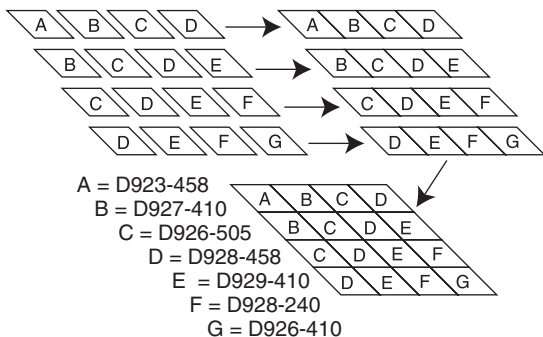 A B C D A B C D
B C D E B C D E
C D E F C D E F
D E F G D E F G
A = D923-458
B = D927-410
C = D926-505
D = D928-458
E = D929-410
F = D928-240
G = D926-410
A B C D
B C D E
C D E F
D E F G